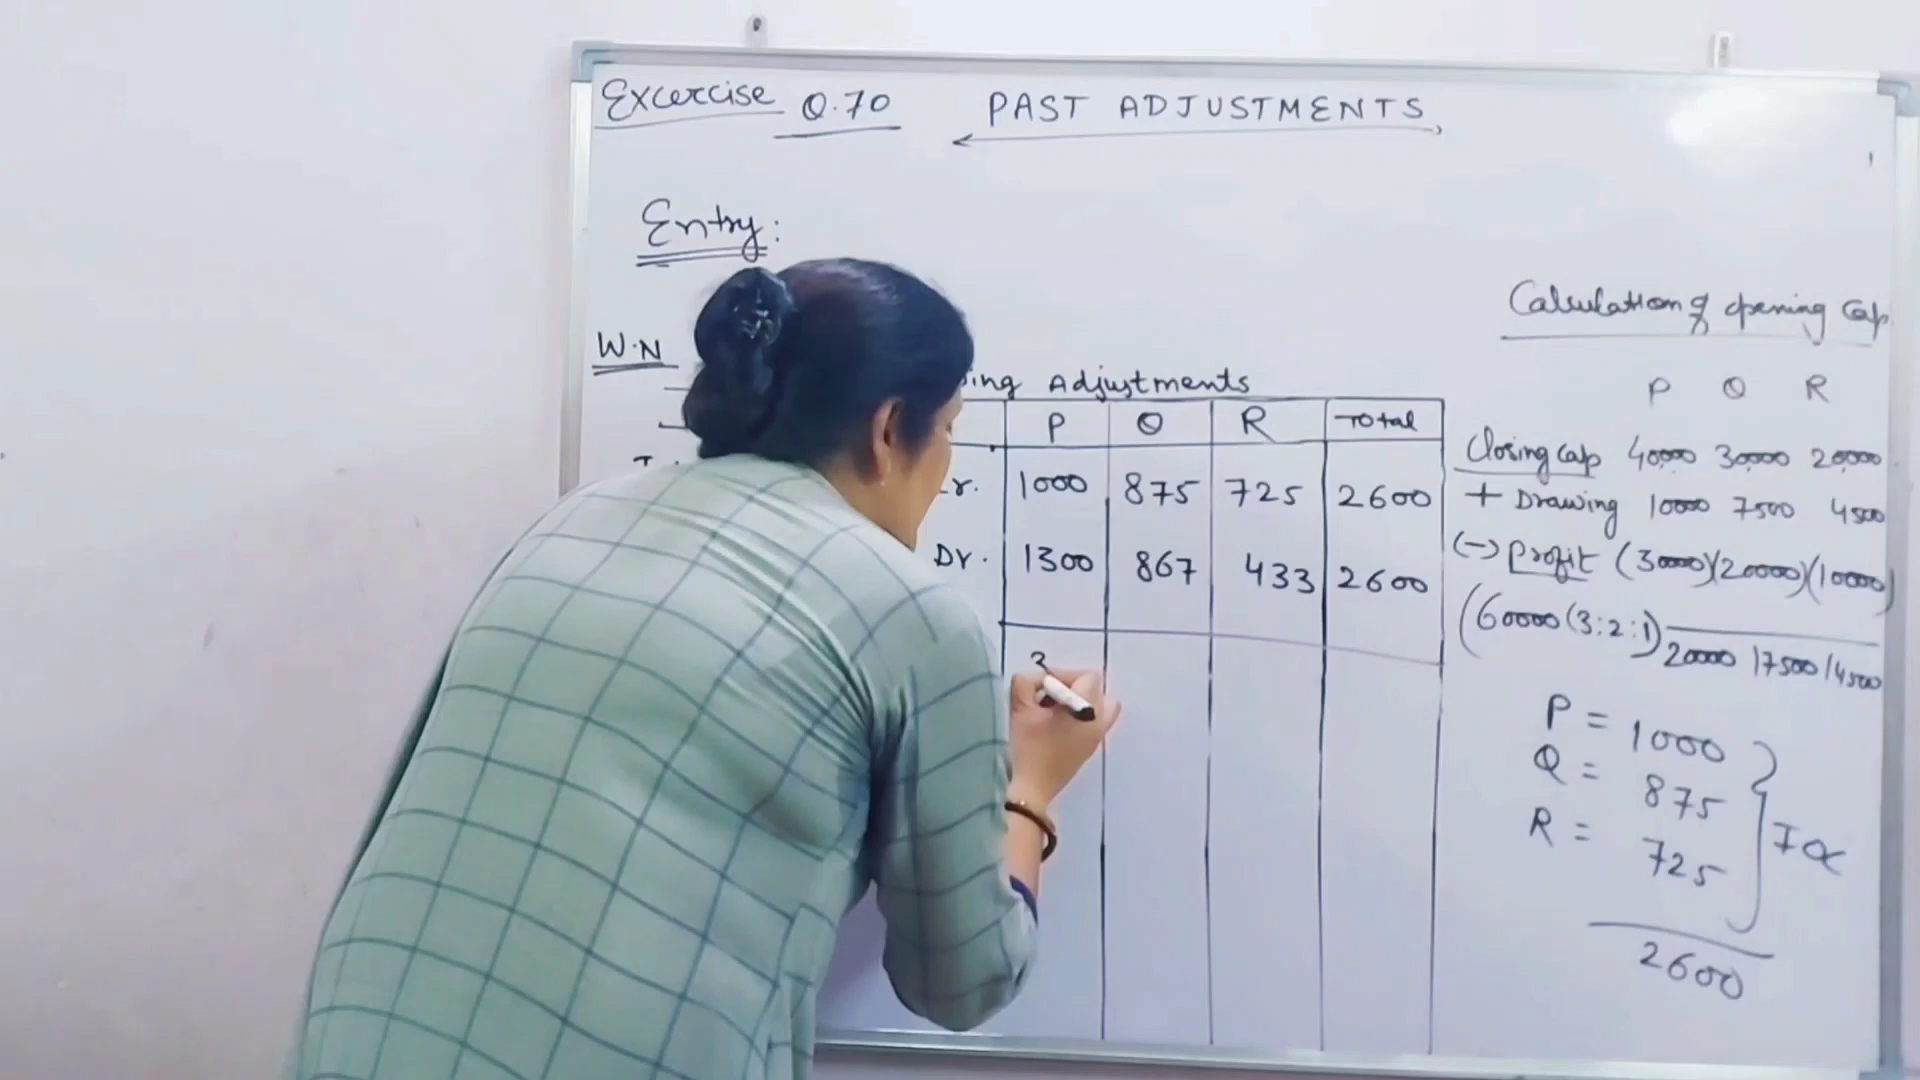 Excercise Q.70 PAST ADJUSTMENTS
Entry:
W.N
Adjustments
P Q R Total
1000 875 725 2600
Dr. 1300 867 433 2600
3
Calculation of opening Cap
P Q R
Closing Cap 40000 30000 20000
+ Drawing 10000 7500 4500
(-) Profit (30000)(20000)(10000)
(60000(3:2:1)
20000 17500 14500
P = 1000
Q = 875
R = 725
2600